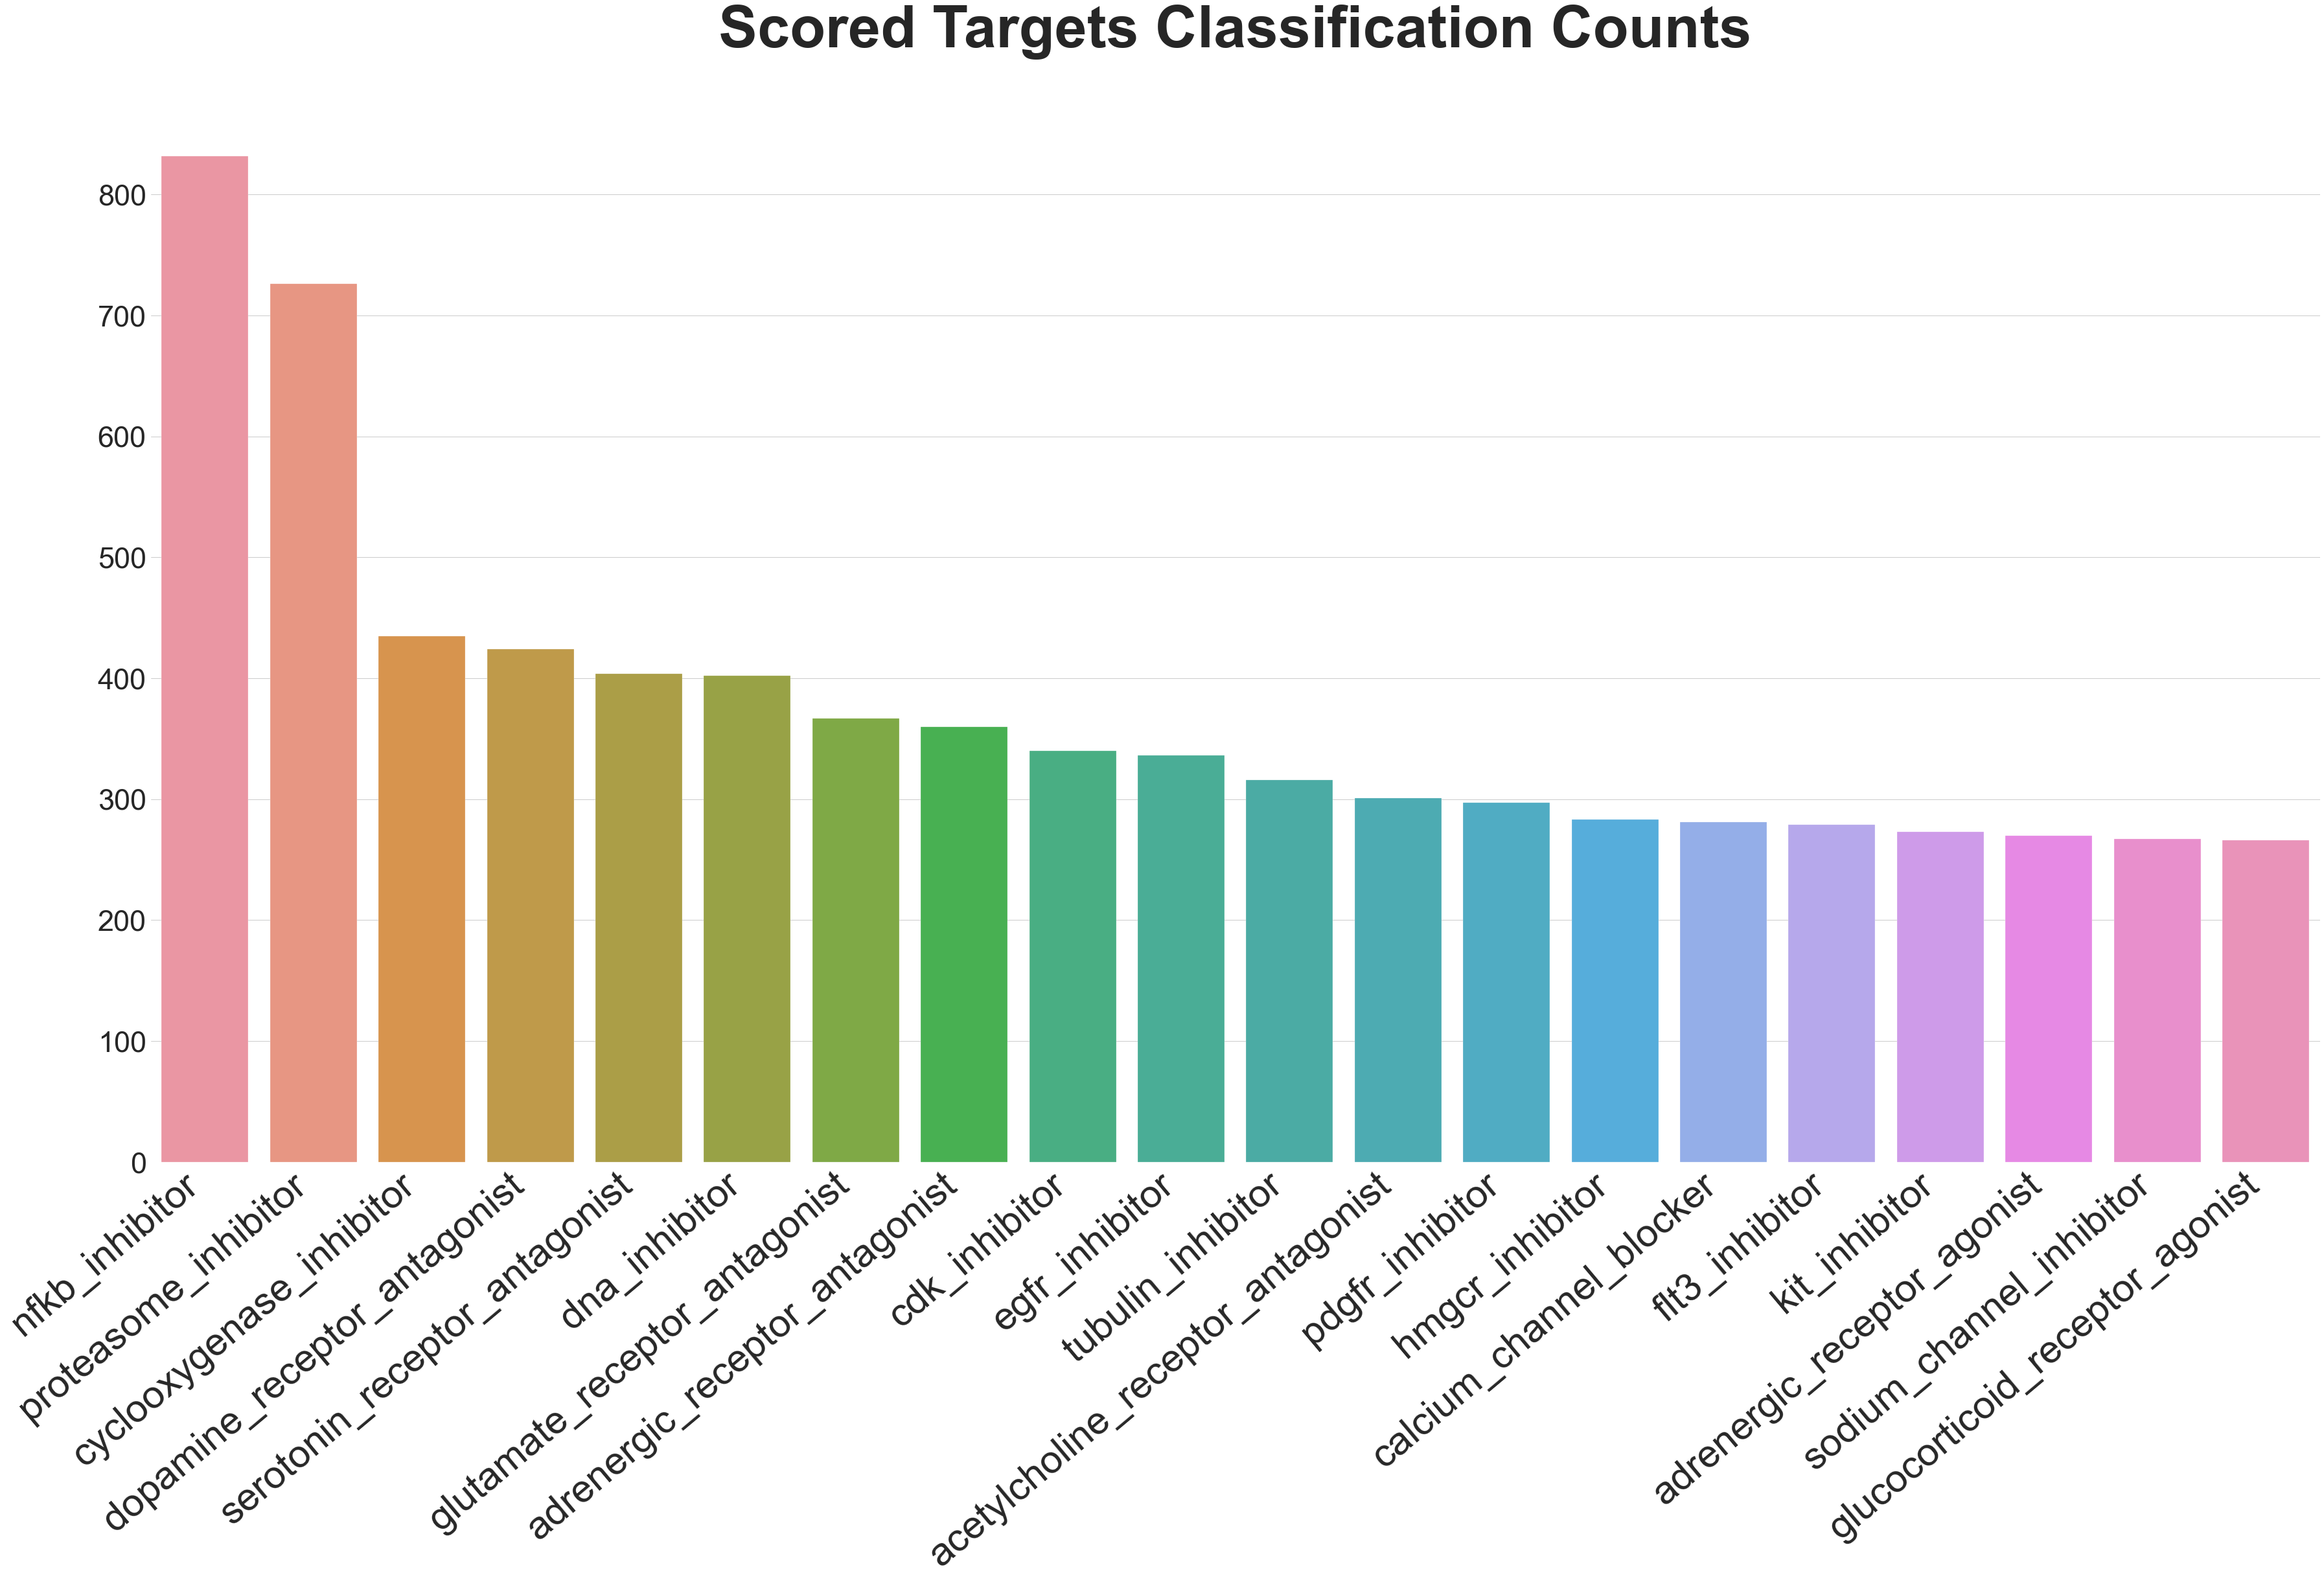 Scored Targets Classification Counts
800
700
600
500
400
300
200
100
0
nfkb_inhibitor
proteasome_inhibitor
cyclooxygenase_inhibitor
dopamine_receptor_antagonist
serotonin_receptor_antagonist
dna_inhibitor
glutamate_receptor_antagonist
adrenergic_receptor_antagonist
cdk_inhibitor
egfr_inhibitor
tubulin_inhibitor
acetylcholine_receptor_antagonist
pdgfr_inhibitor
hmgcr_inhibitor
calcium_channel_blocker
flt3_inhibitor
kit_inhibitor
adrenergic_receptor_agonist
sodium_channel_inhibitor
glucocorticoid_receptor_agonist